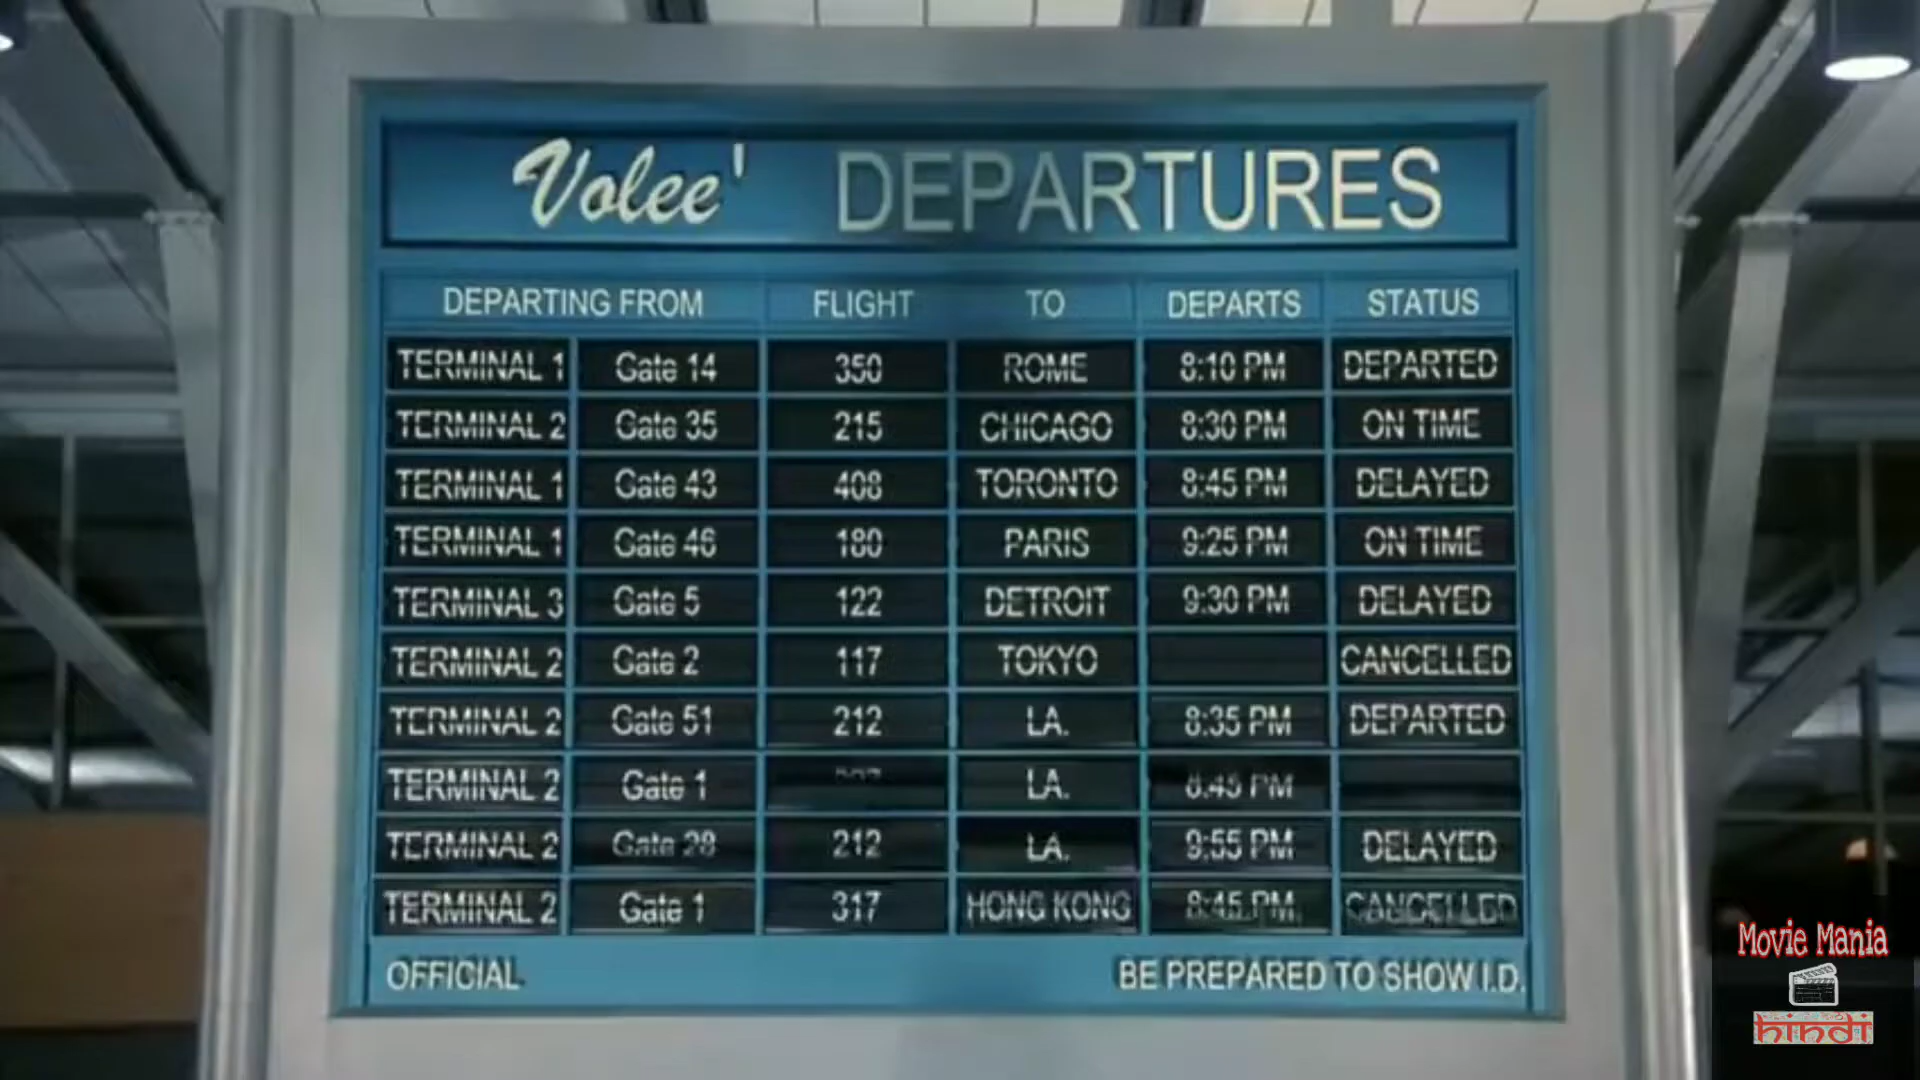 Volee' DEPARTURES
DEPARTING FROM FLIGHT TO DEPARTS STATUS
TERMINAL 1 Gate 14 350 ROME 8:10 PM DEPARTED
TERMINAL 2 Gate 35 215 CHICAGO 8:30 PM ON TIME
TERMINAL 1 Gate 43 408 TORONTO 8:45 PM DELAYED
TERMINAL 1 Gate 46 180 PARIS 9:25 PM ON TIME
TERMINAL 3 Gate 5 122 DETROIT 9:30 PM DELAYED
TERMINAL 2 Gate 2 117 TOKYO CANCELLED
TERMINAL 2 Gate 51 212 LA. 8:35 PM DEPARTED
TERMINAL 2 Gate 1 LA. 8:45 PM
TERMINAL 2 Gate 28 212 LA. 9:55 PM DELAYED
TERMINAL 2 Gate 1 317 HONG KONG 8:45 PM CANCELLED
OFFICIAL BE PREPARED TO SHOW I.D.
Movie Mania
hindi